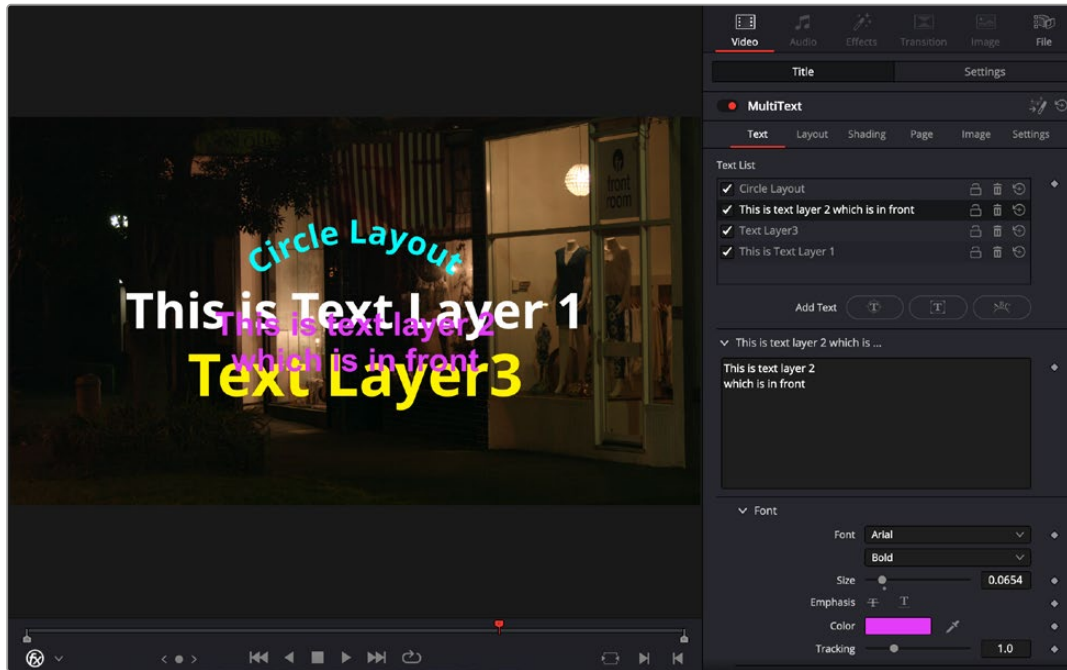 Video
Audio
Effects
Transition
Image
File
Title
Settings
MultiText
Text
Layout
Shading
Page
Image
Settings
Text List
Circle Layout
This is text layer 2 which is in front
Text Layer3
This is Text Layer 1
Add Text
This is text layer 2 which is ...
This is text layer 2
which is in front
Font
Font Arial
Bold
Size 0.0654
Emphasis T T
Color
Tracking 1.0
front
room
Circle Layout
This is Text Layer 1
This is text layer 2
which is in front
Text Layer3